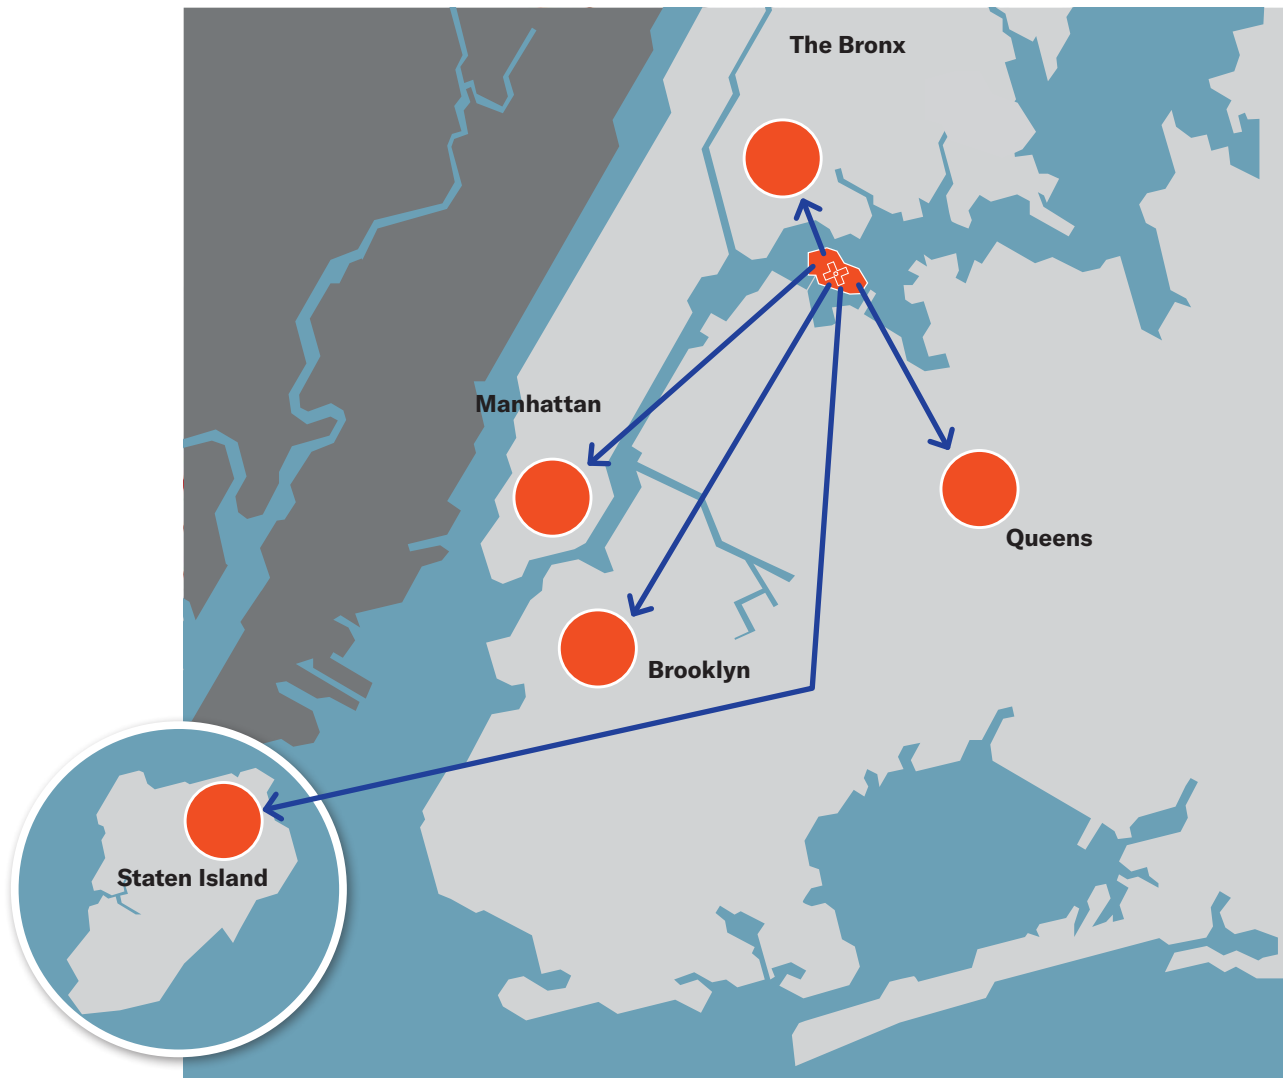 The Bronx
Manhattan
Queens
Brooklyn
Staten Island